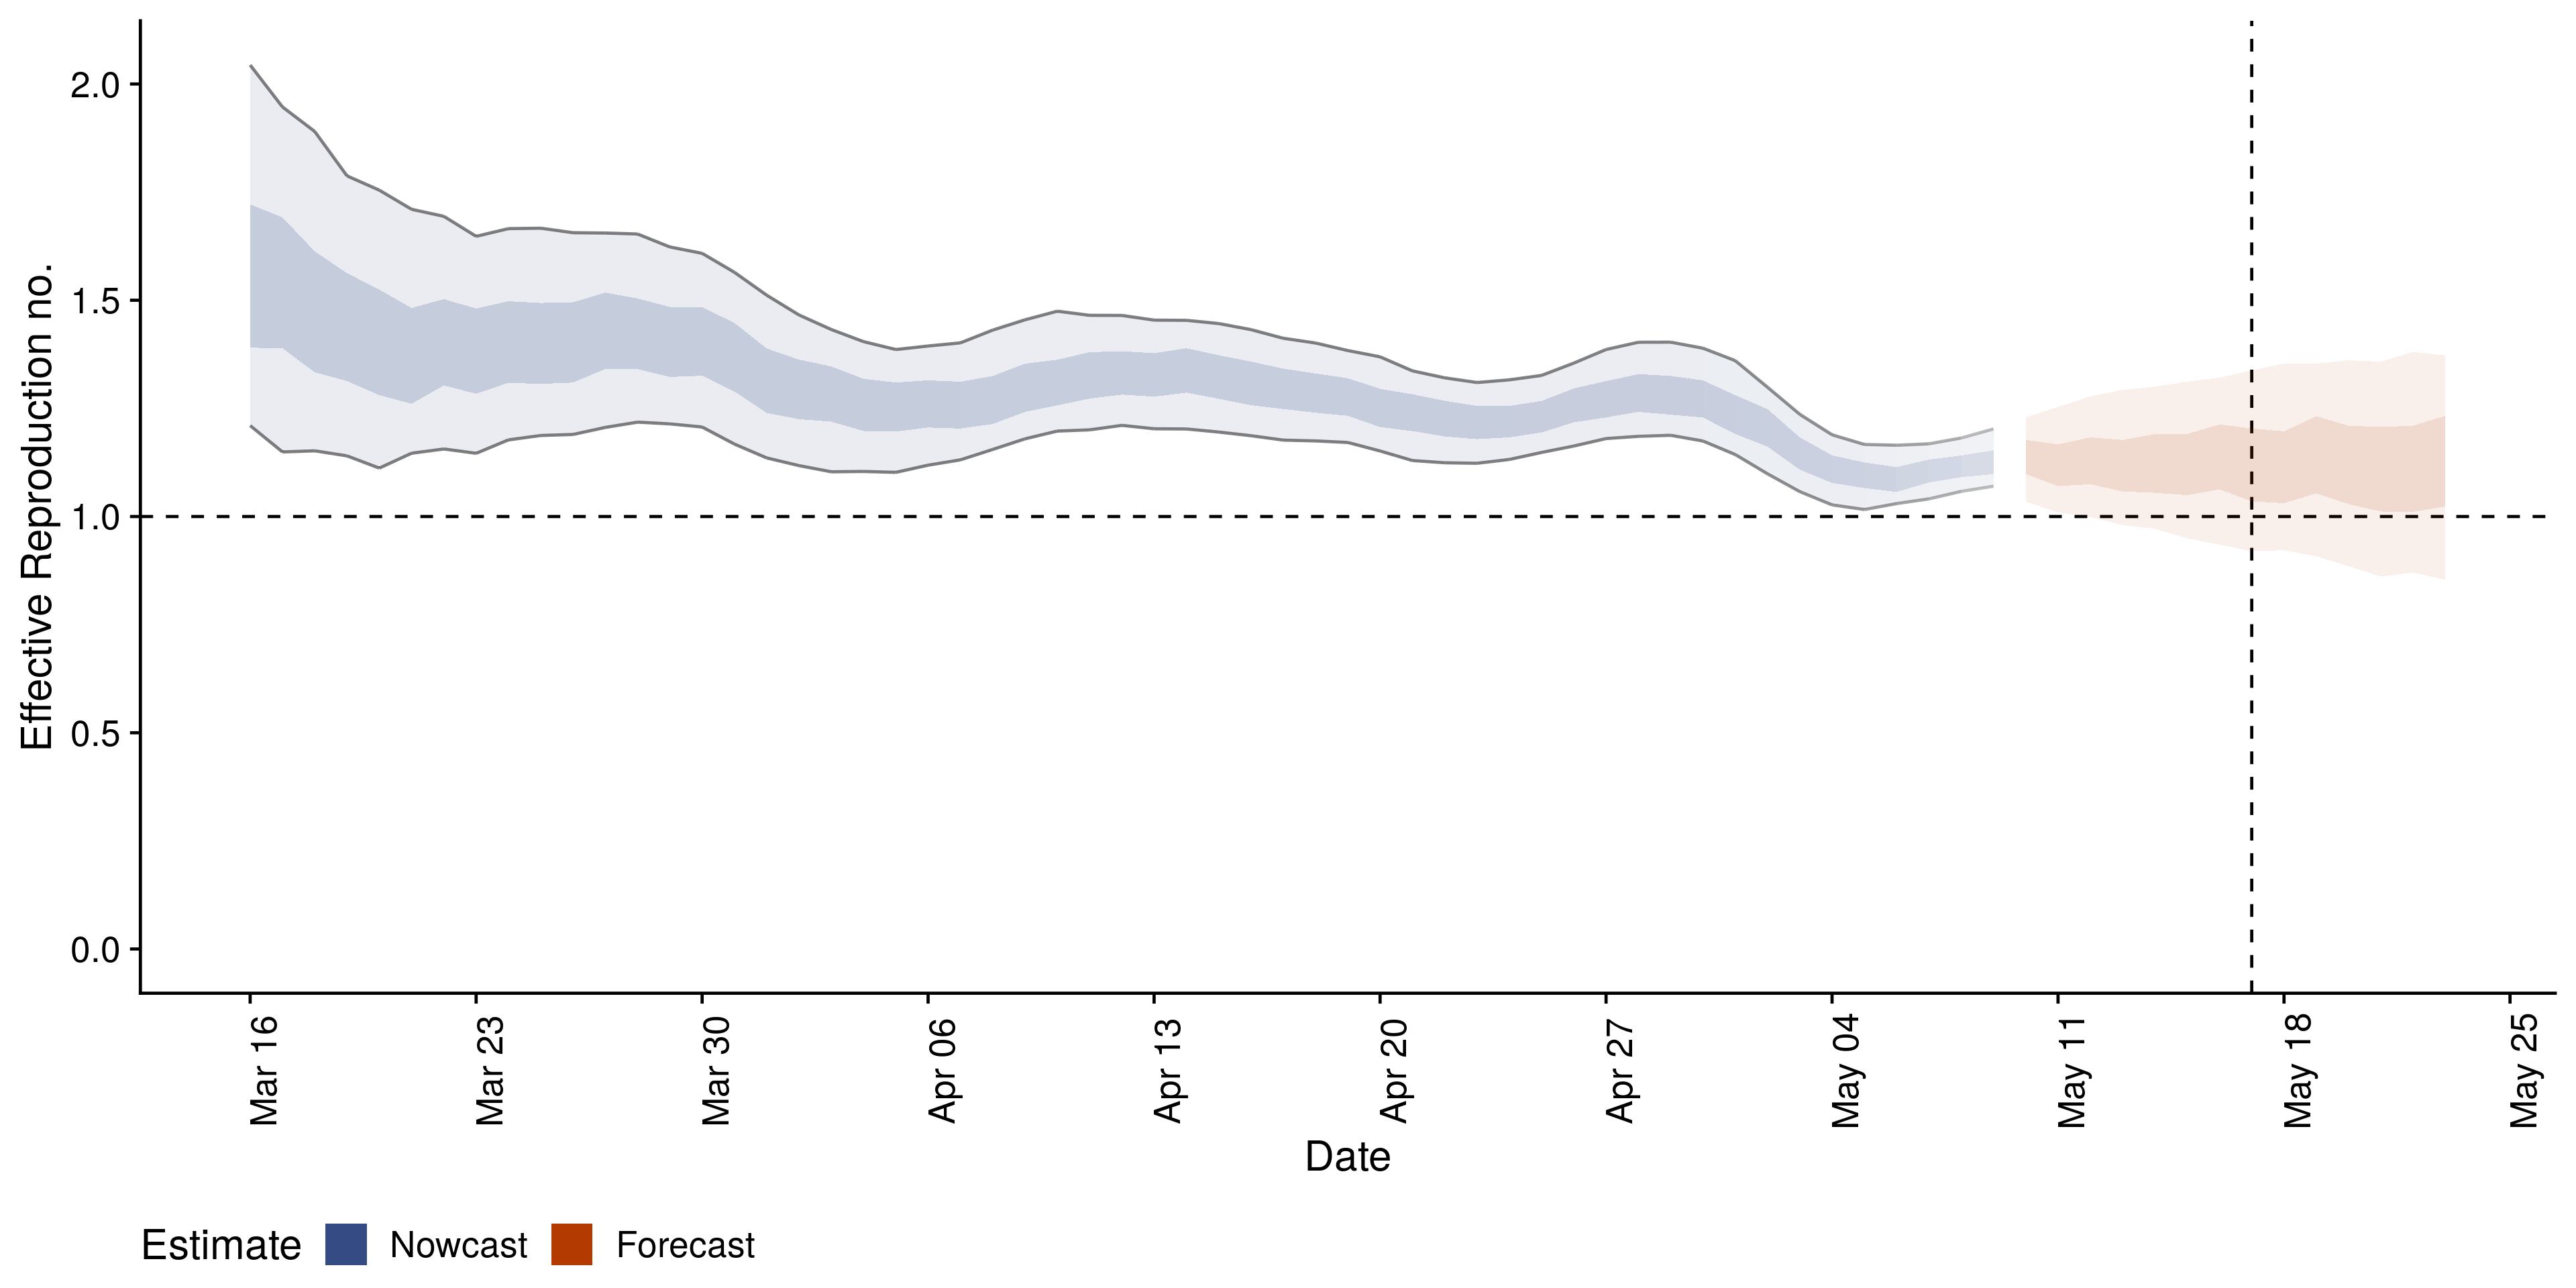 Effective Reproduction no.
2.0
1.5
1.0
0.5
0.0
Mar 16
Mar 23
Mar 30
Apr 06
Apr 13
Apr 20
Apr 27
May 04
May 11
May 18
May 25
Date
Estimate Nowcast Forecast